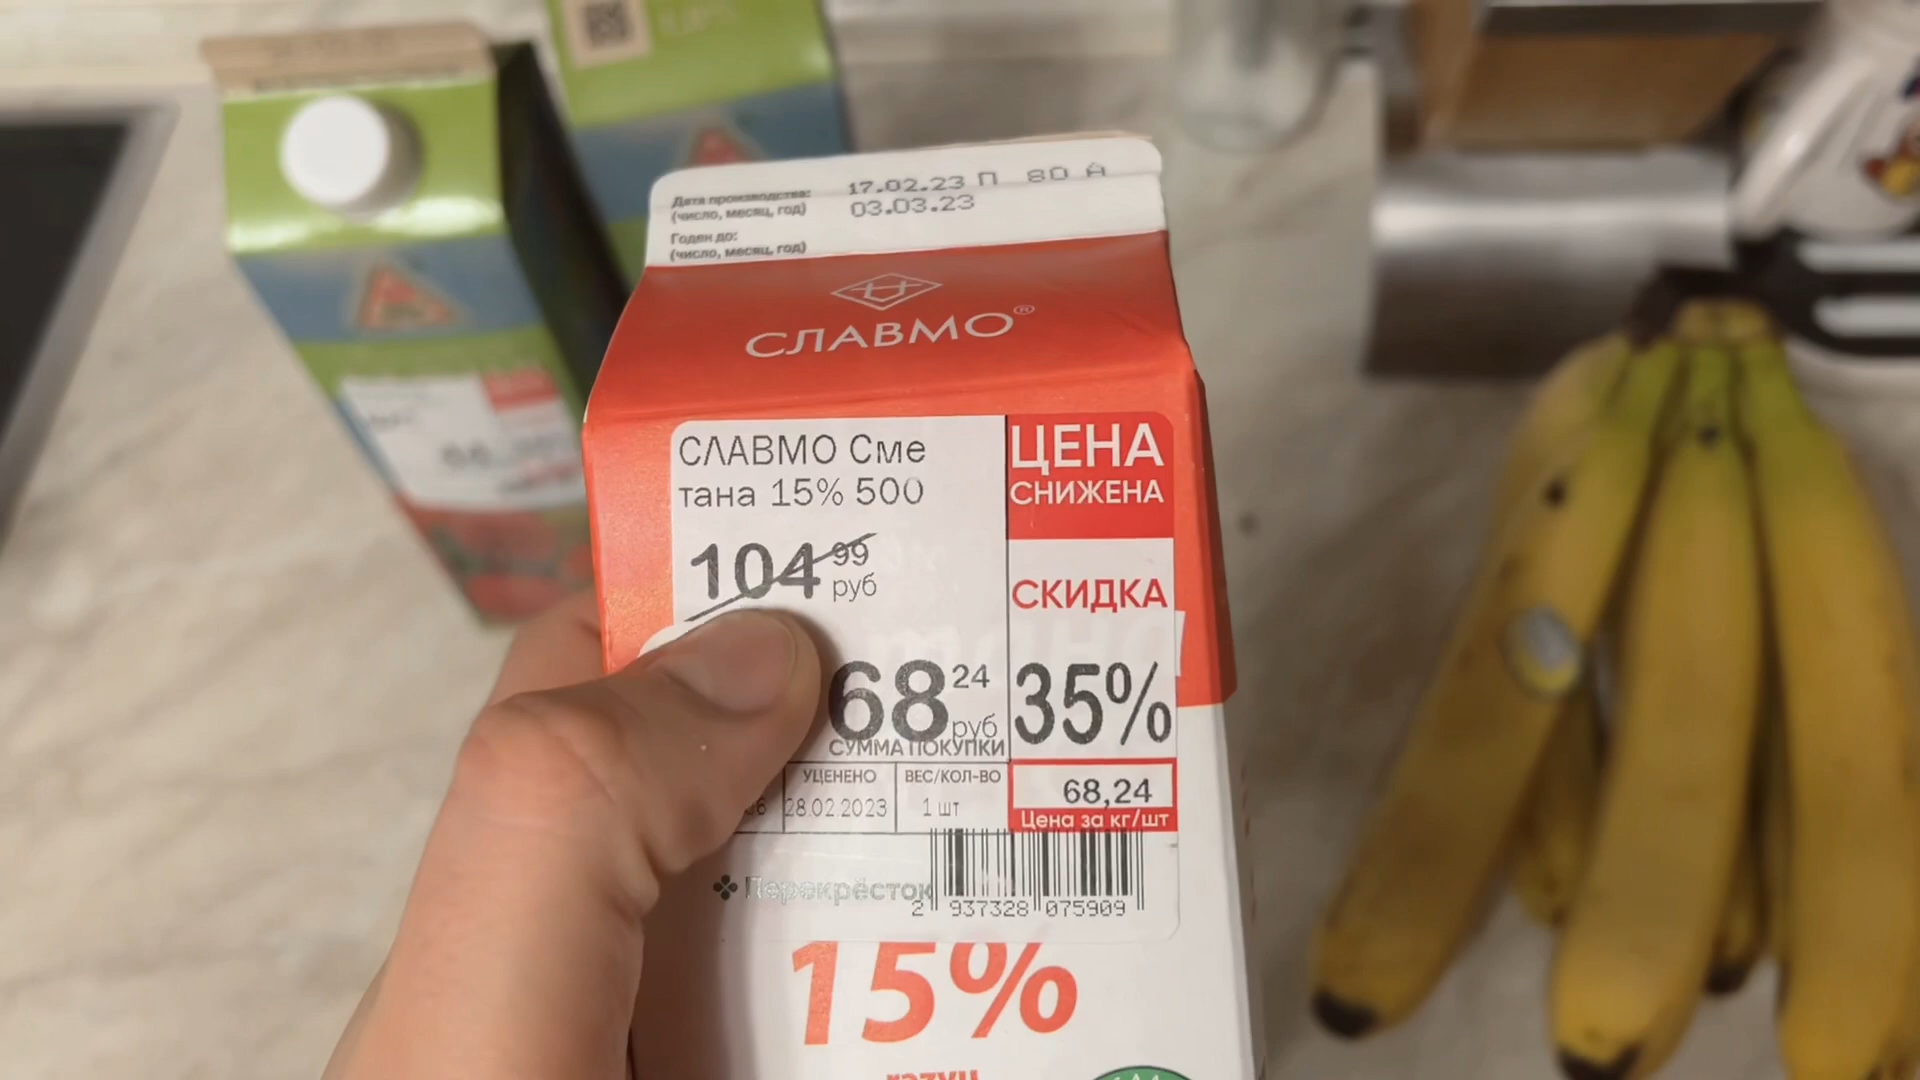 Дата производства: 17.02.23 П 80 А
(число, месяц, год) 03.03.23
Годен до:
(число, месяц, год)
СЛАВМО®
СЛАВМО Сме
тана 15% 500
104 99
руб
68 24
руб
СУММА ПОКУПКИ
ЦЕНА
СНИЖЕНА
СКИДКА
35%
УЦЕНЕНО ВЕС/КОЛ-ВО
28.02.2023 1 шт
68,24
Цена за кг/шт
Перекрёсток
2 937328 075909
15%